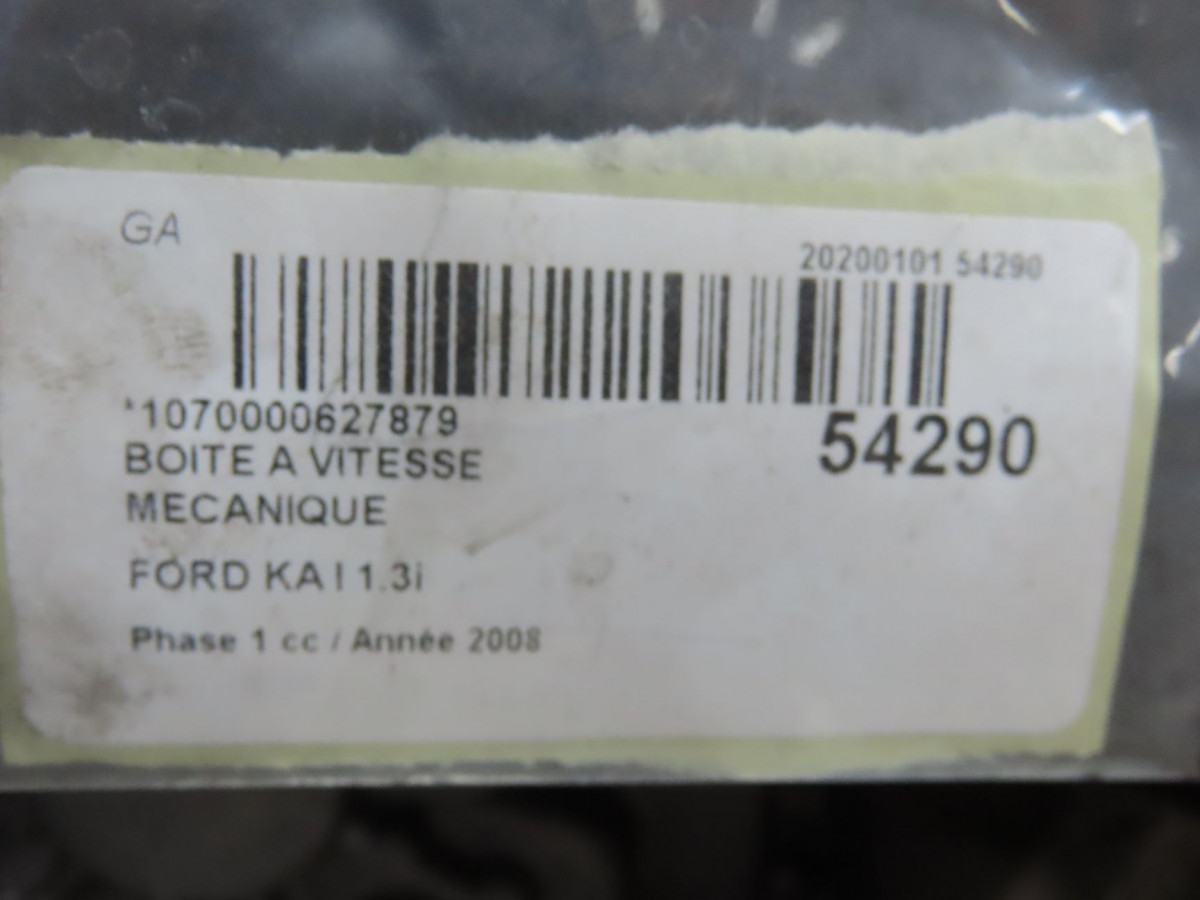 GA
20200101 54290
*1070000627879
54290
BOITE A VITESSE
MECANIQUE
FORD KA I 1.3i
Phase 1 cc / Année 2008